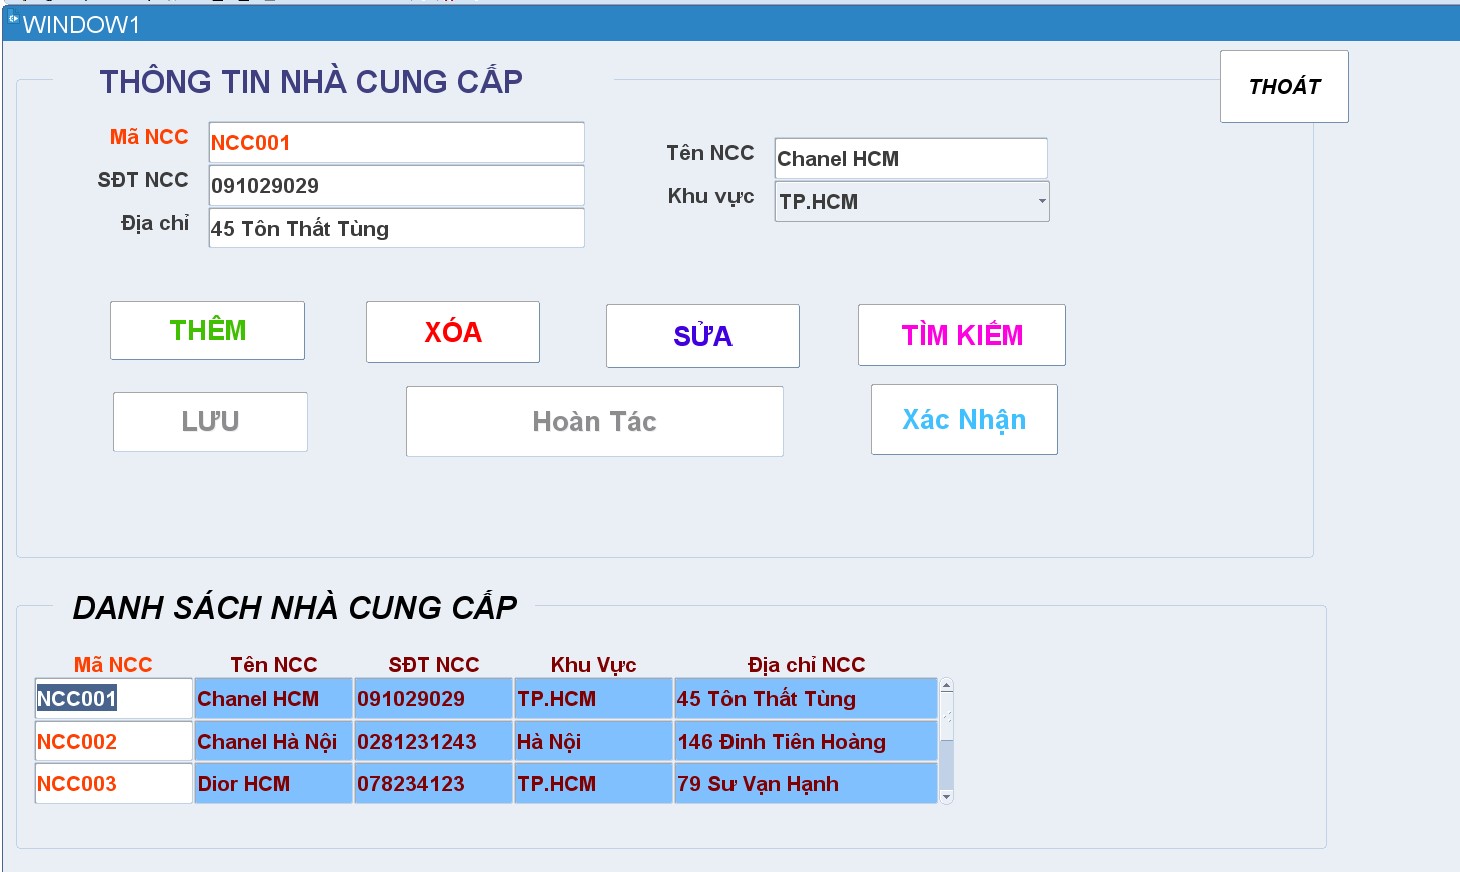 WINDOW1
THÔNG TIN NHÀ CUNG CẤP
THOÁT
Mã NCC NCC001
Tên NCC Chanel HCM
SĐT NCC 091029029
Khu vực TP.HCM
Địa chỉ 45 Tôn Thất Tùng
THÊM XÓA SỬA TÌM KIẾM
LƯU Hoàn Tác Xác Nhận
DANH SÁCH NHÀ CUNG CẤP
Mã NCC Tên NCC SĐT NCC Khu Vực Địa chỉ NCC
NCC001 Chanel HCM 091029029 TP.HCM 45 Tôn Thất Tùng
NCC002 Chanel Hà Nội 0281231243 Hà Nội 146 Đinh Tiên Hoàng
NCC003 Dior HCM 078234123 TP.HCM 79 Sư Vạn Hạnh